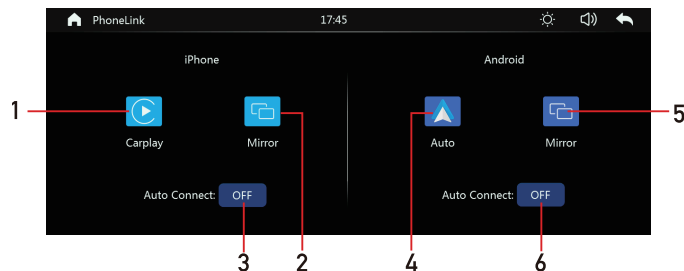 PhoneLink 17:45
iPhone Android
1 5
Carplay Mirror Auto Mirror
Auto Connect: OFF Auto Connect: OFF
3 2 4 6